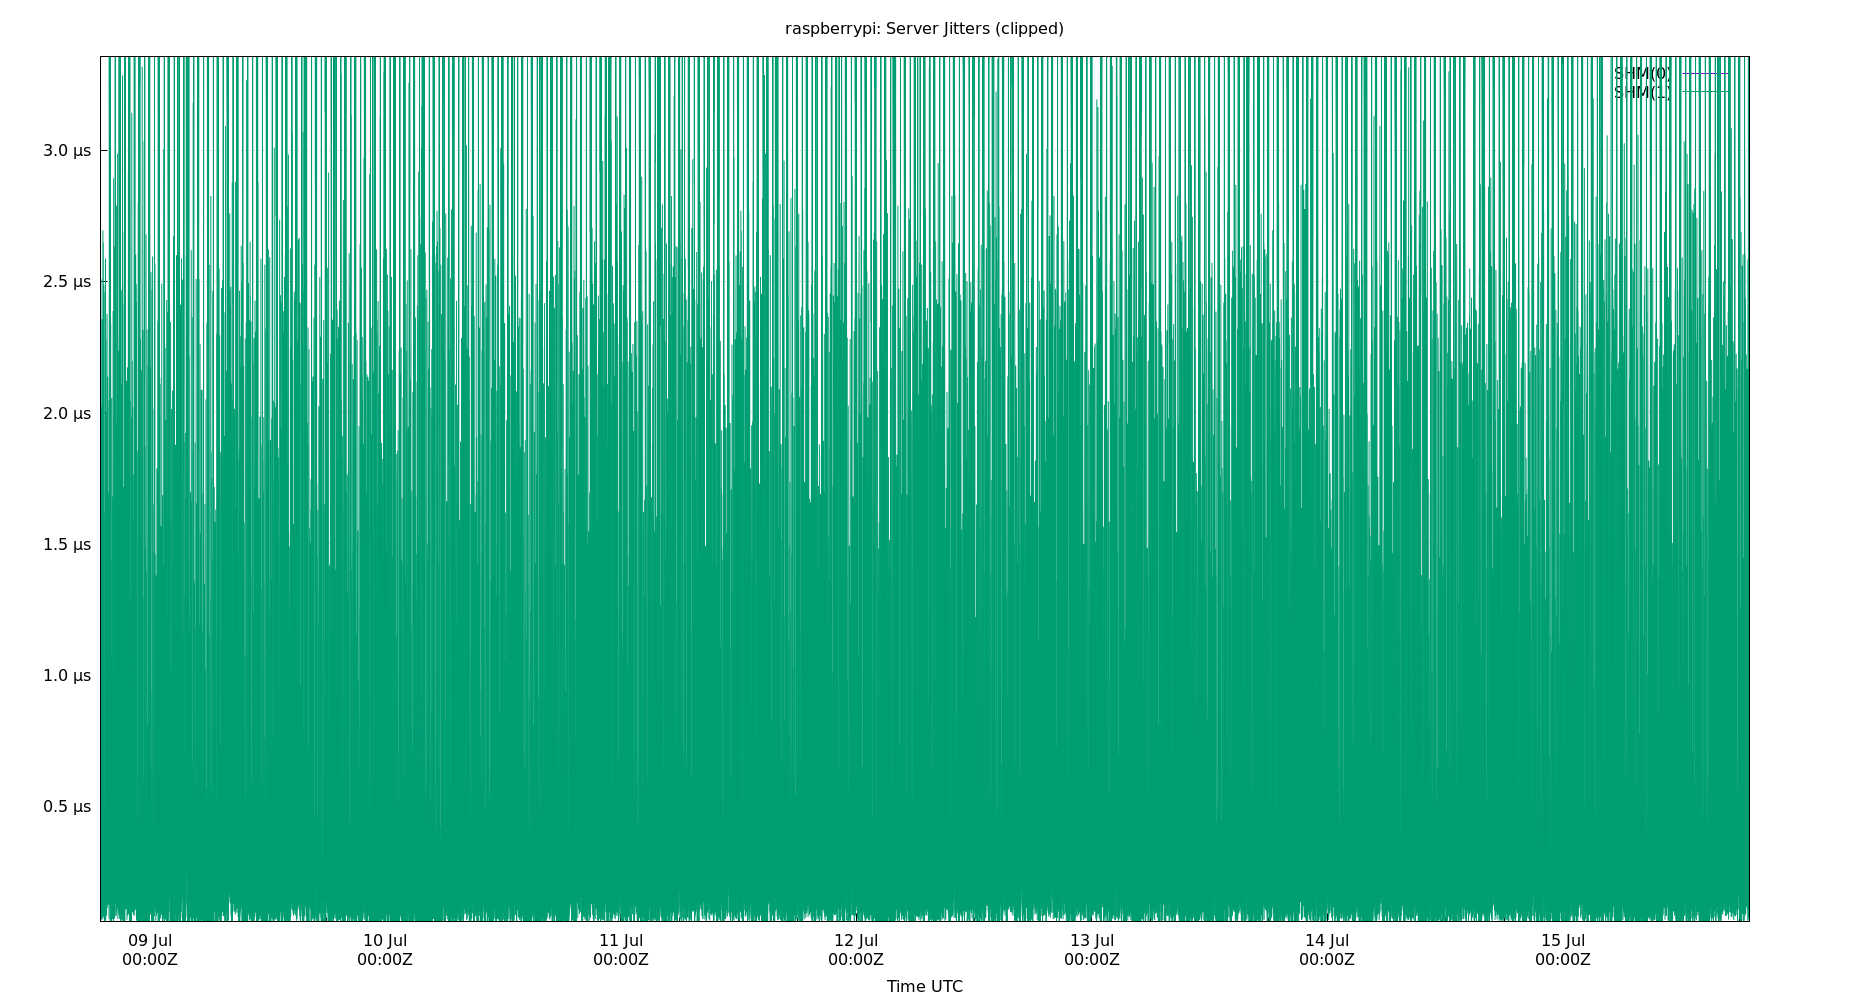 raspberrypi: Server Jitters (clipped)
SHM(0)
SHM(1)
3.0 µs
2.5 µs
2.0 µs
1.5 µs
1.0 µs
0.5 µs
09 Jul 10 Jul 11 Jul 12 Jul 13 Jul 14 Jul 15 Jul
00:00Z 00:00Z 00:00Z 00:00Z 00:00Z 00:00Z 00:00Z
Time UTC